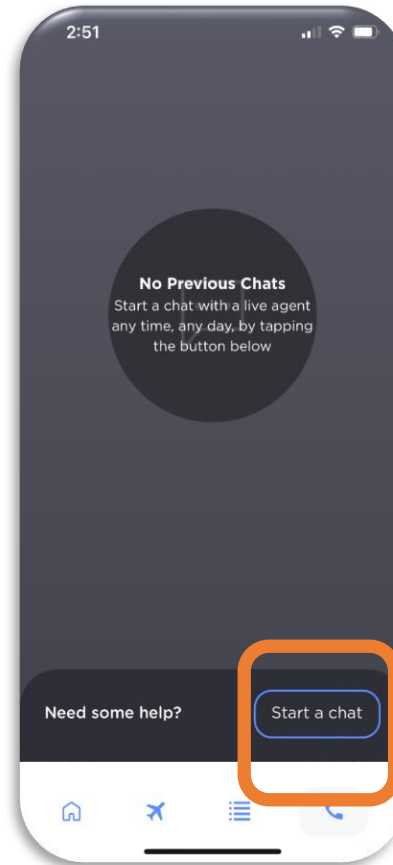 2:51
No Previous Chats
Start a chat with a live agent
any time, any day, by tapping
the button below
Need some help?
Start a chat